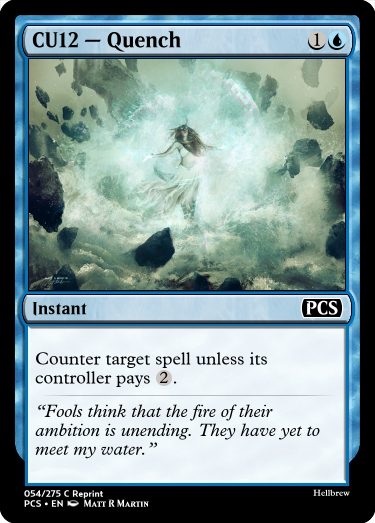 CU12 — Quench 1
Instant PCS
Counter target spell unless its
controller pays 2.
“Fools think that the fire of their
ambition is unending. They have yet to
meet my water.”
054/275 C Reprint Hellbrew
PCS • EN Matt R Martin